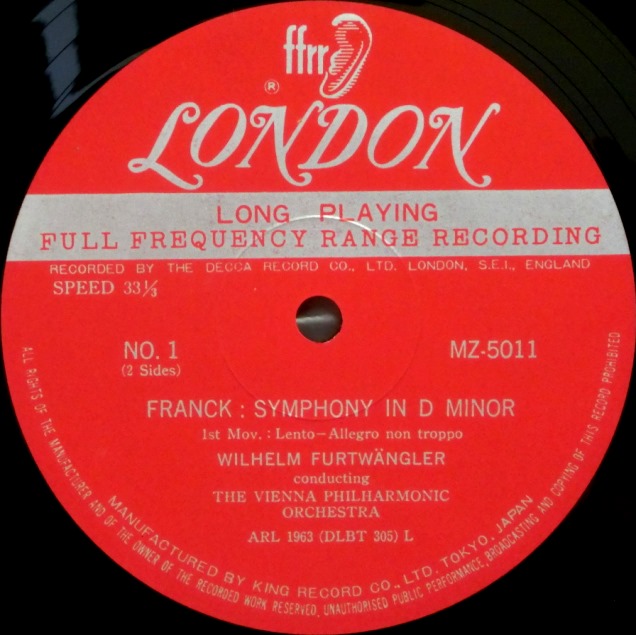 ffrr
®
LONDON
LONG PLAYING
FULL FREQUENCY RANGE RECORDING
RECORDED BY THE DECCA RECORD CO., LTD. LONDON, S.E.I., ENGLAND
SPEED 33⅓
NO. 1
(2 Sides)
MZ-5011
FRANCK : SYMPHONY IN D MINOR
1st Mov. : Lento-Allegro non troppo
WILHELM FURTWÄNGLER
conducting
THE VIENNA PHILHARMONIC
ORCHESTRA
ARL 1963 (DLBT 305) L
MANUFACTURED BY KING RECORD CO., LTD. TOKYO, JAPAN
ALL RIGHTS OF THE MANUFACTURER AND OF THE OWNER OF THE RECORDED WORK RESERVED. UNAUTHORISED PUBLIC PERFORMANCE, BROADCASTING AND COPYING OF THIS RECORD PROHIBITED